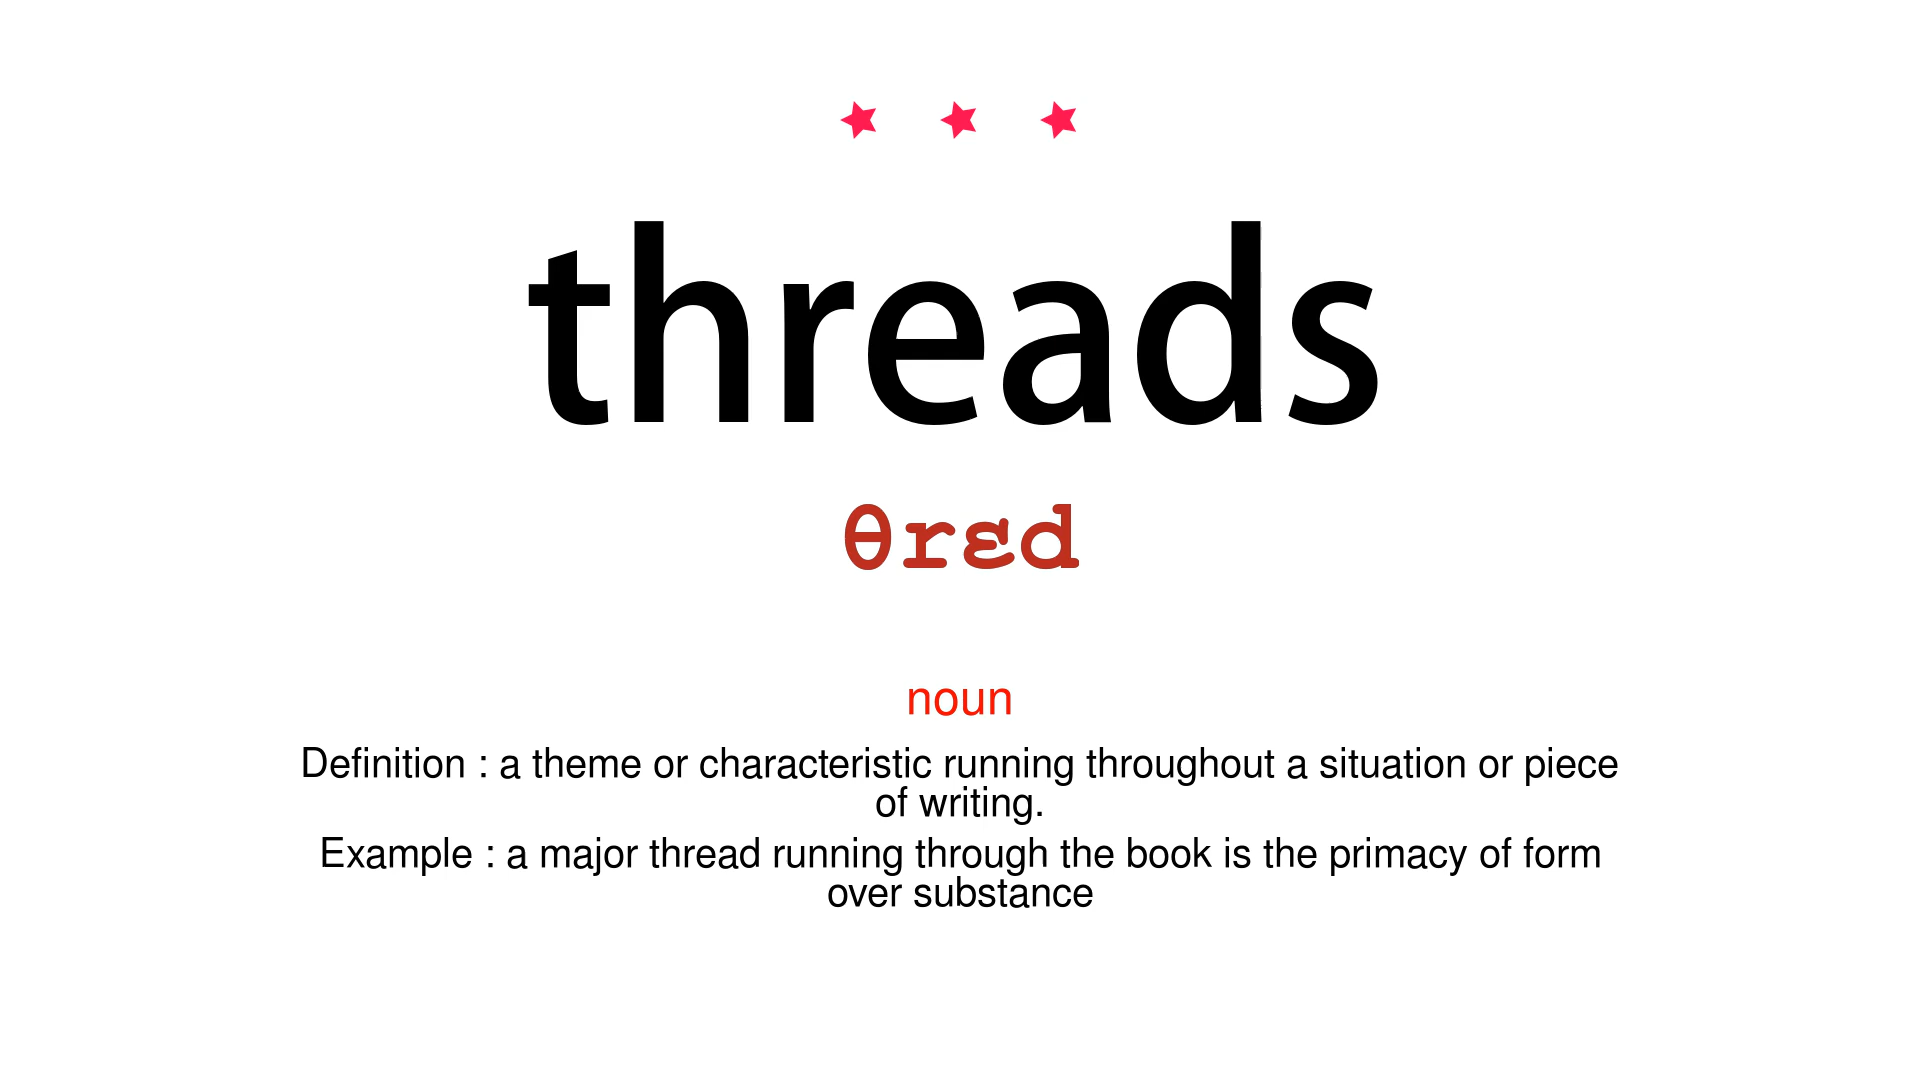 threads
θrɛd
noun
Definition : a theme or characteristic running throughout a situation or piece
of writing.
Example : a major thread running through the book is the primacy of form
over substance